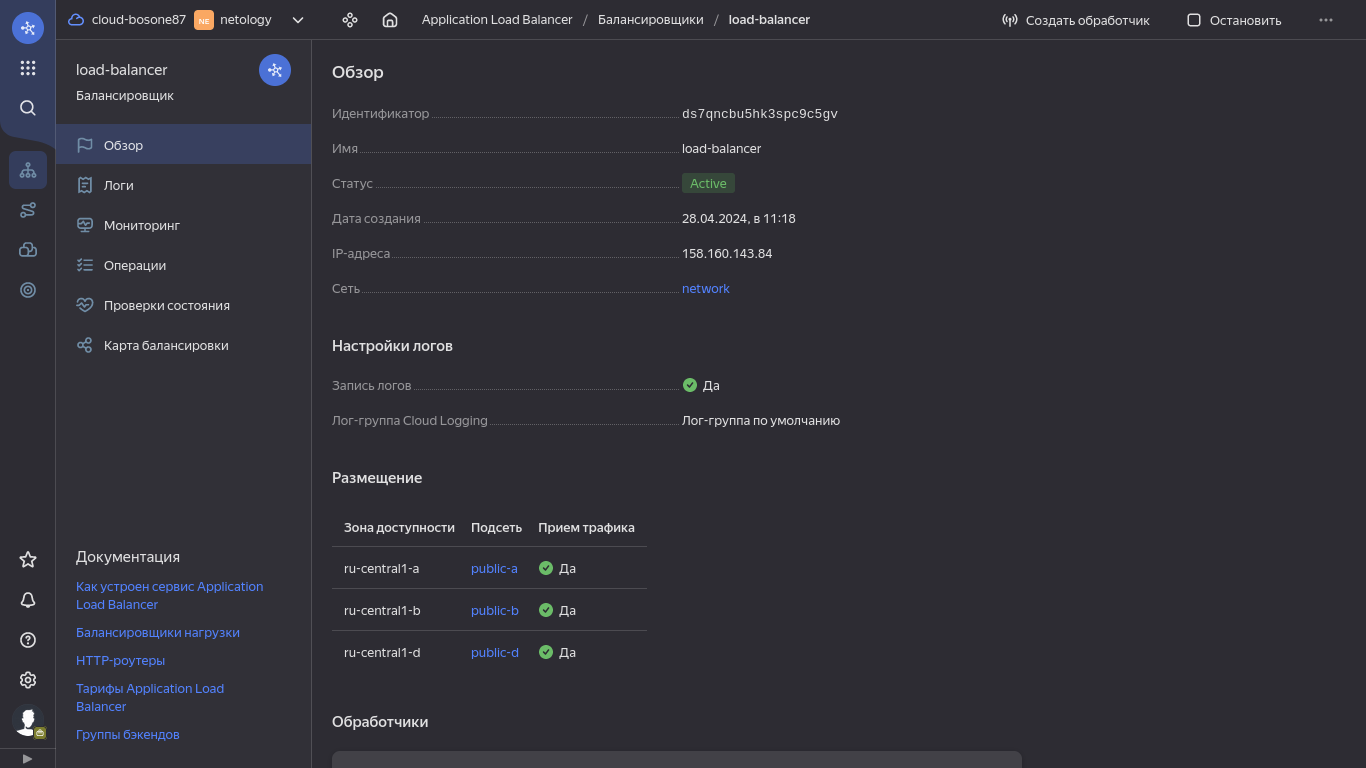 cloud-bosone87 NE netology
Application Load Balancer / Балансировщики / load-balancer
Создать обработчик
Остановить
load-balancer
Балансировщик
Обзор
Логи
Мониторинг
Операции
Проверки состояния
Карта балансировки
Документация
Как устроен сервис Application
Load Balancer
Балансировщики нагрузки
HTTP-роутеры
Тарифы Application Load
Balancer
Группы бэкендов
Обзор
Идентификатор ds7qncbu5hk3spc9c5gv
Имя load-balancer
Статус Active
Дата создания 28.04.2024, в 11:18
IP-адреса 158.160.143.84
Сеть network
Настройки логов
Запись логов Да
Лог-группа Cloud Logging Лог-группа по умолчанию
Размещение
Зона доступности Подсеть Прием трафика
ru-central1-a public-a Да
ru-central1-b public-b Да
ru-central1-d public-d Да
Обработчики